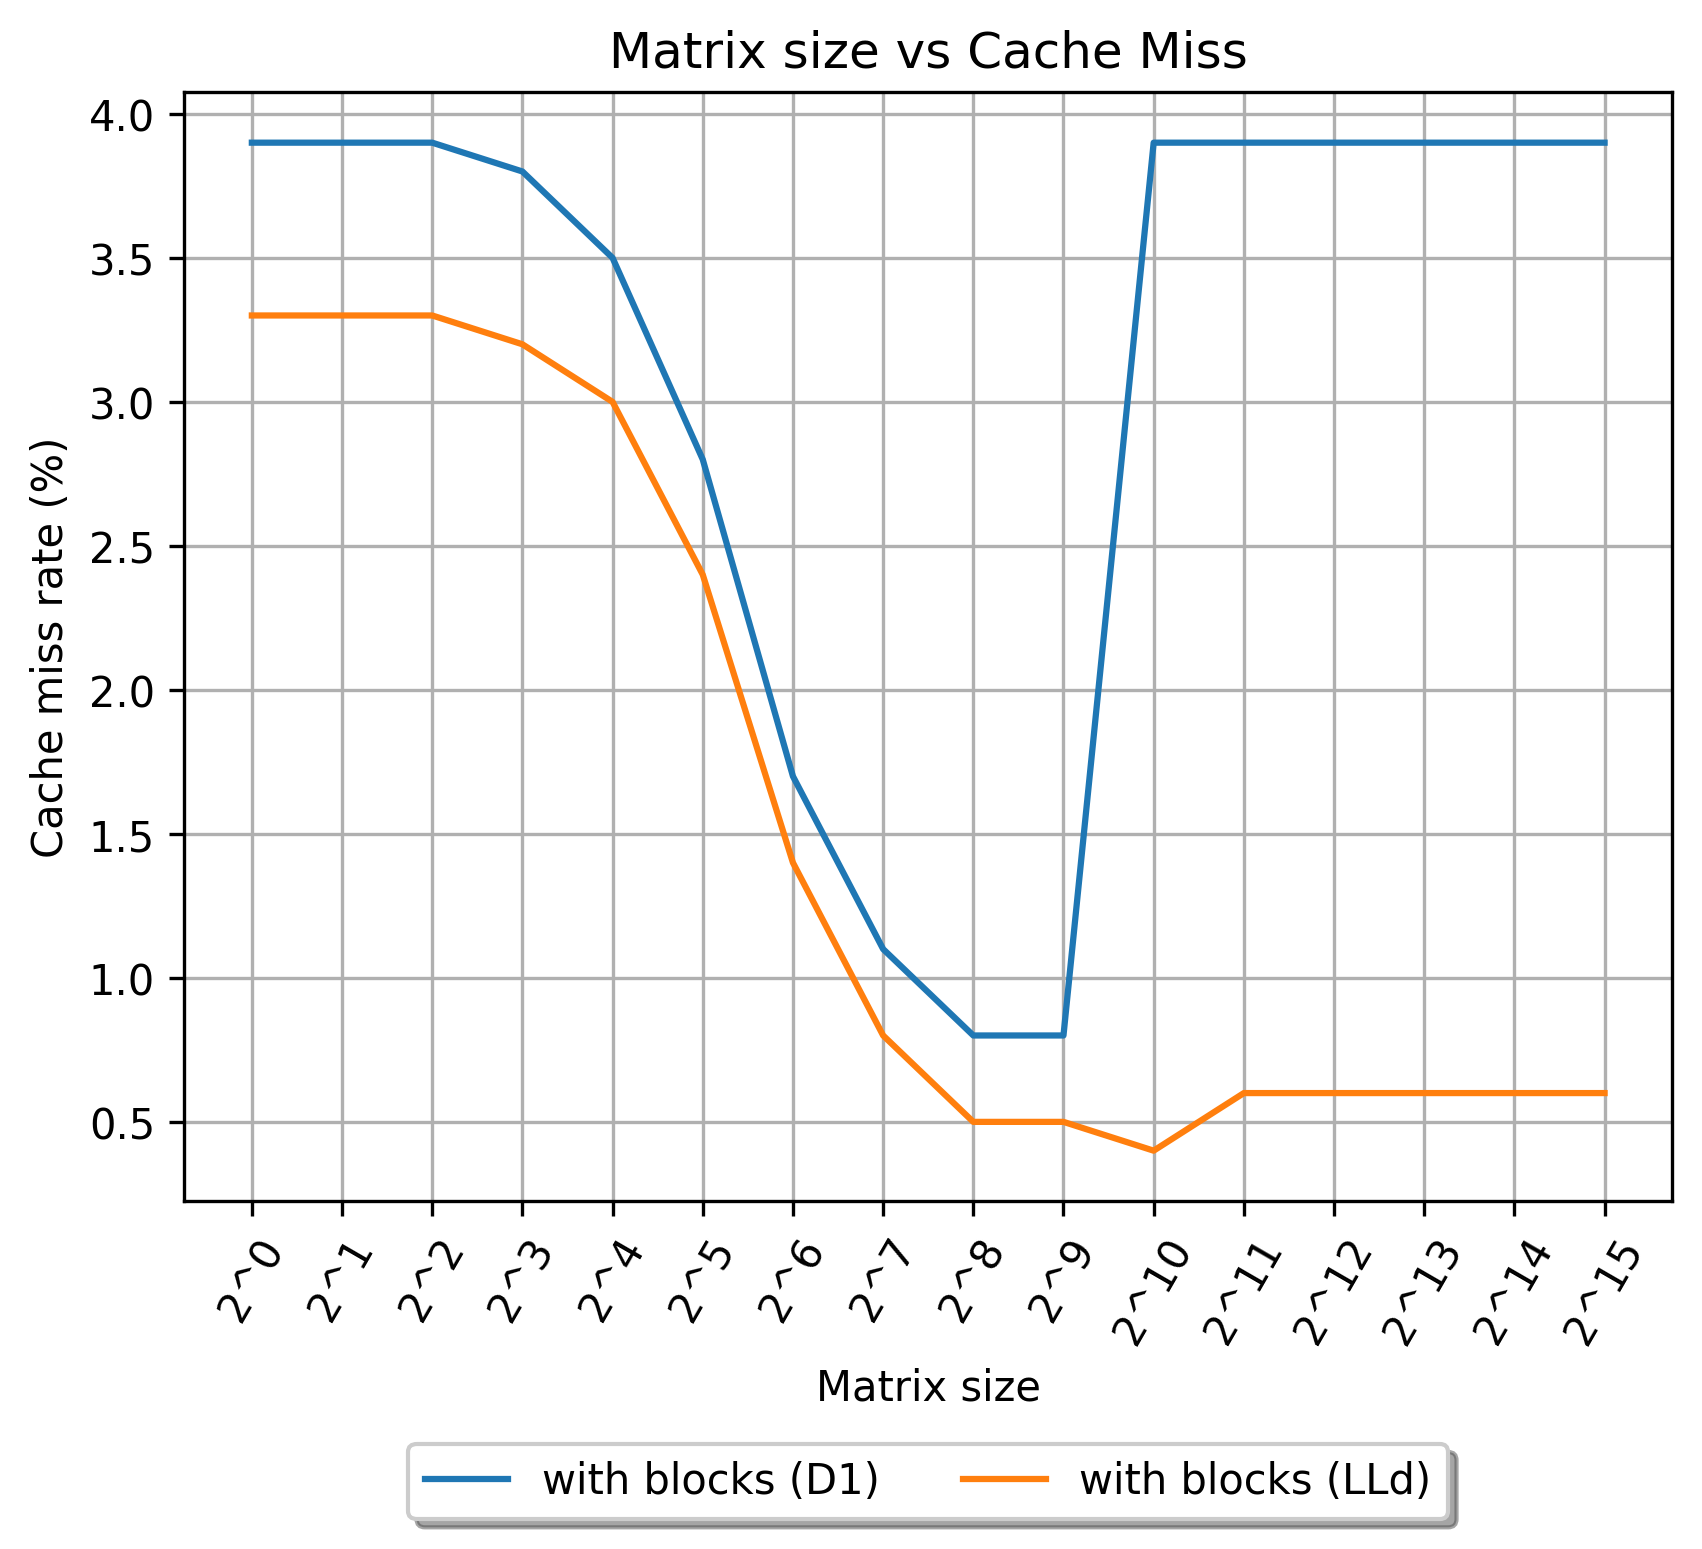 Matrix size vs Cache Miss
Cache miss rate (%)
4.0
3.5
3.0
2.5
2.0
1.5
1.0
0.5
2^0 2^1 2^2 2^3 2^4 2^5 2^6 2^7 2^8 2^9 2^10 2^11 2^12 2^13 2^14 2^15
Matrix size
with blocks (D1) with blocks (LLd)